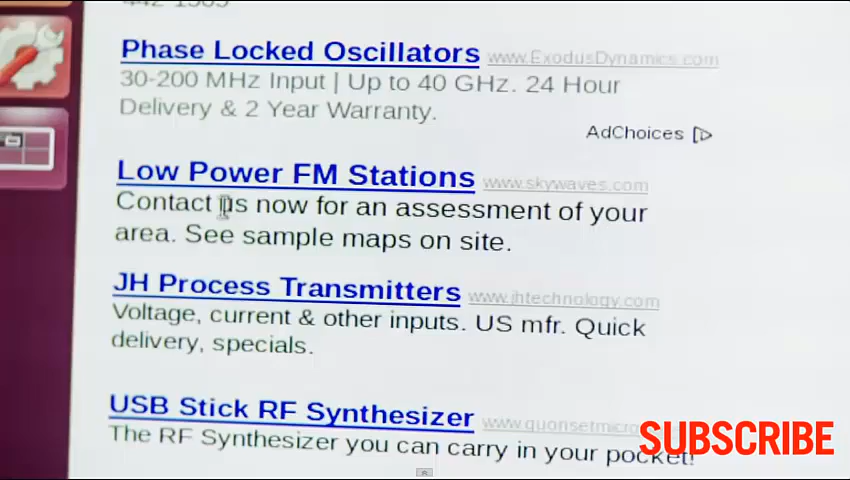 Phase Locked Oscillators www.ExodusDynamics.com
30-200 MHz Input | Up to 40 GHz. 24 Hour
Delivery & 2 Year Warranty.
AdChoices
Low Power FM Stations www.skywaves.com
Contact us now for an assessment of your
area. See sample maps on site.
JH Process Transmitters www.jhtechnology.com
Voltage, current & other inputs. US mfr. Quick
delivery, specials.
USB Stick RF Synthesizer
The RF Synthesizer you can carry in your pocket!
SUBSCRIBE